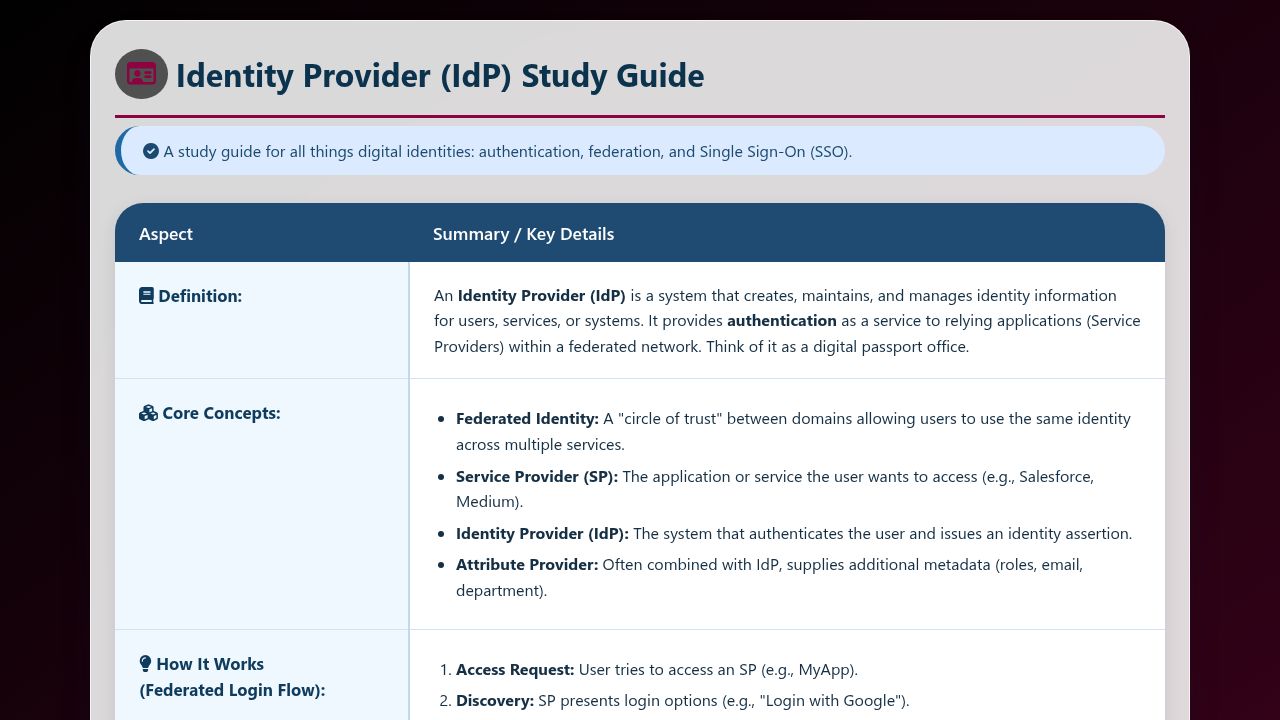 Identity Provider (IdP) Study Guide
A study guide for all things digital identities: authentication, federation, and Single Sign-On (SSO).
Aspect
Summary / Key Details
Definition:
An Identity Provider (IdP) is a system that creates, maintains, and manages identity information
for users, services, or systems. It provides authentication as a service to relying applications (Service
Providers) within a federated network. Think of it as a digital passport office.
Core Concepts:
• Federated Identity: A "circle of trust" between domains allowing users to use the same identity
across multiple services.
• Service Provider (SP): The application or service the user wants to access (e.g., Salesforce,
Medium).
• Identity Provider (IdP): The system that authenticates the user and issues an identity assertion.
• Attribute Provider: Often combined with IdP, supplies additional metadata (roles, email,
department).
How It Works
(Federated Login Flow):
1. Access Request: User tries to access an SP (e.g., MyApp).
2. Discovery: SP presents login options (e.g., "Login with Google").